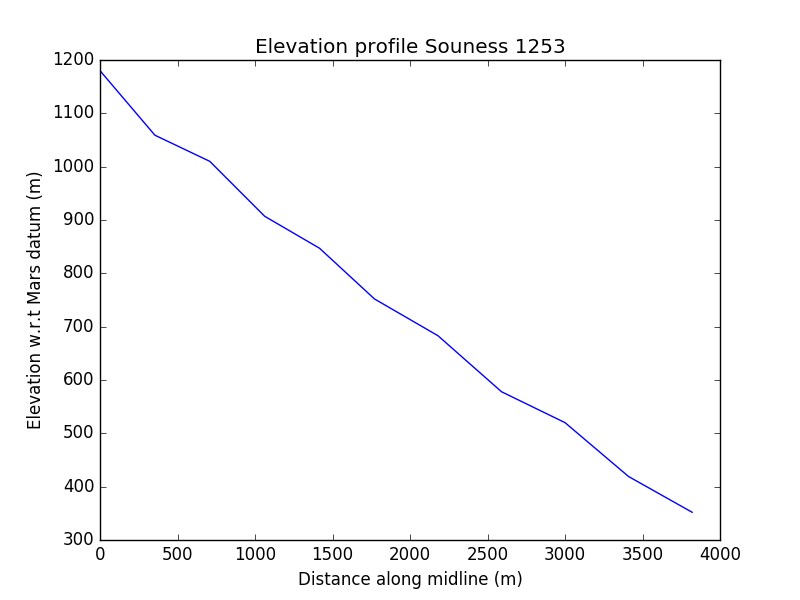 Elevation profile Souness 1253
1200
1100
1000
900
800
700
600
500
400
300
Elevation w.r.t Mars datum (m)
0 500 1000 1500 2000 2500 3000 3500 4000
Distance along midline (m)